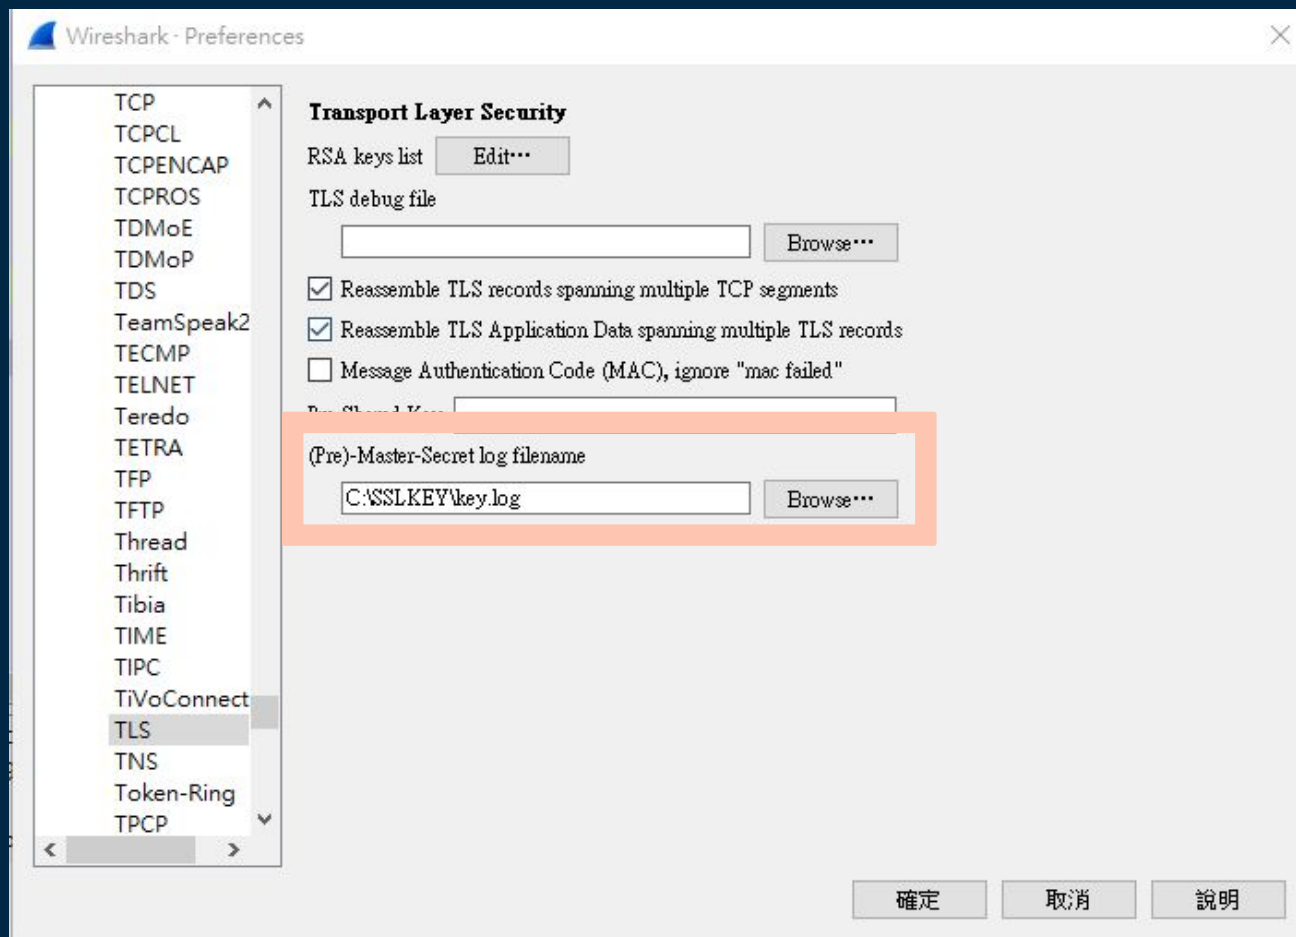 Wireshark · Preferences
TCP
TCPCL
TCPENCAP
TCPROS
TDMoE
TDMoP
TDS
TeamSpeak2
TECMP
TELNET
Teredo
TETRA
TFP
TFTP
Thread
Thrift
Tibia
TIME
TIPC
TiVoConnect
TLS
TNS
Token-Ring
TPCP
Transport Layer Security
RSA keys list Edit…
TLS debug file
Browse…
Reassemble TLS records spanning multiple TCP segments
Reassemble TLS Application Data spanning multiple TLS records
Message Authentication Code (MAC), ignore "mac failed"
(Pre)-Master-Secret log filename
C:\SSLKEY\key.log Browse…
確定 取消 說明